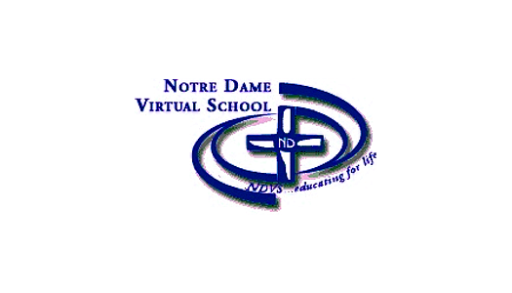 NOTRE DAME
VIRTUAL SCHOOL
ND
NDVS...educating for life